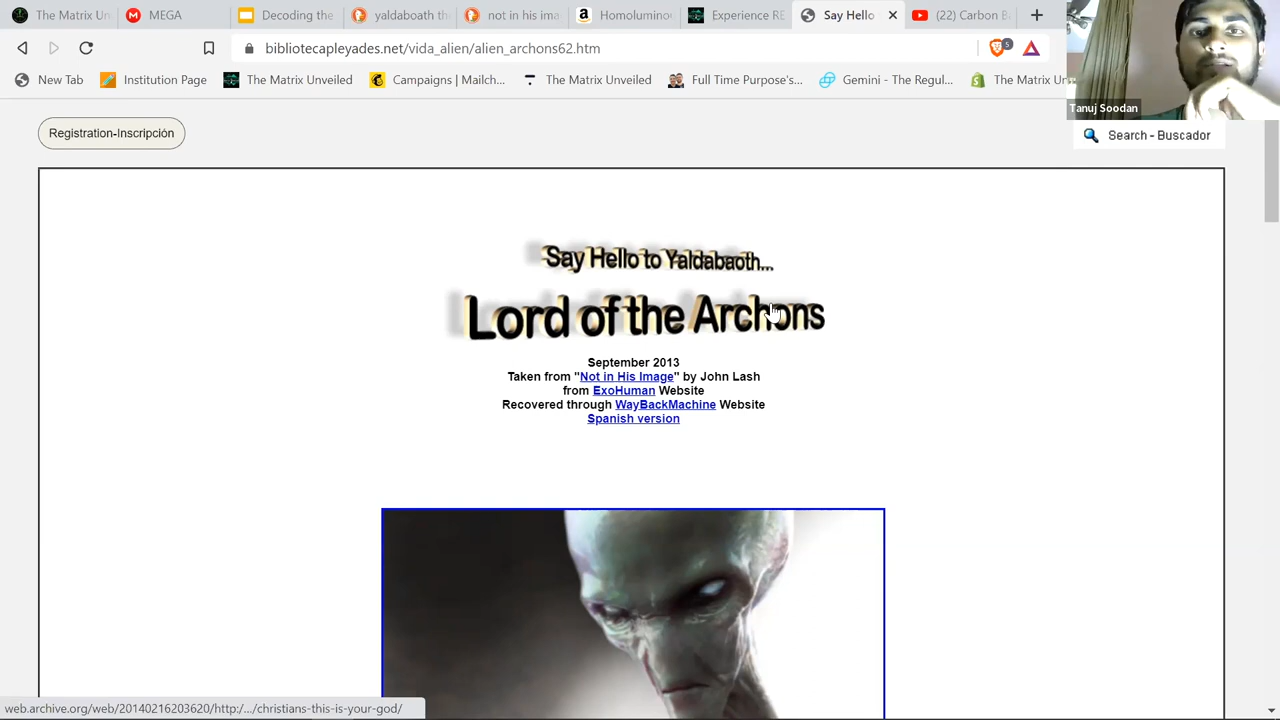 The Matrix Un
MEGA
Decoding the
yaldabaoth th
not in his ima
Homolumino
Experience RE
Say Hello
(22) Carbon B
bibliotecapleyades.net/vida_alien/alien_archons62.htm
5
New Tab
Institution Page
The Matrix Unveiled
Campaigns | Mailch...
The Matrix Unveiled
Full Time Purpose's...
Gemini - The Regul...
The Matrix Un
Tanuj Soodan
Registration-Inscripción
Search - Buscador
Say Hello to Yaldabaoth...
Lord of the Archons
September 2013
Taken from "Not in His Image" by John Lash
from ExoHuman Website
Recovered through WayBackMachine Website
Spanish version
web.archive.org/web/20140216203620/http:/.../christians-this-is-your-god/